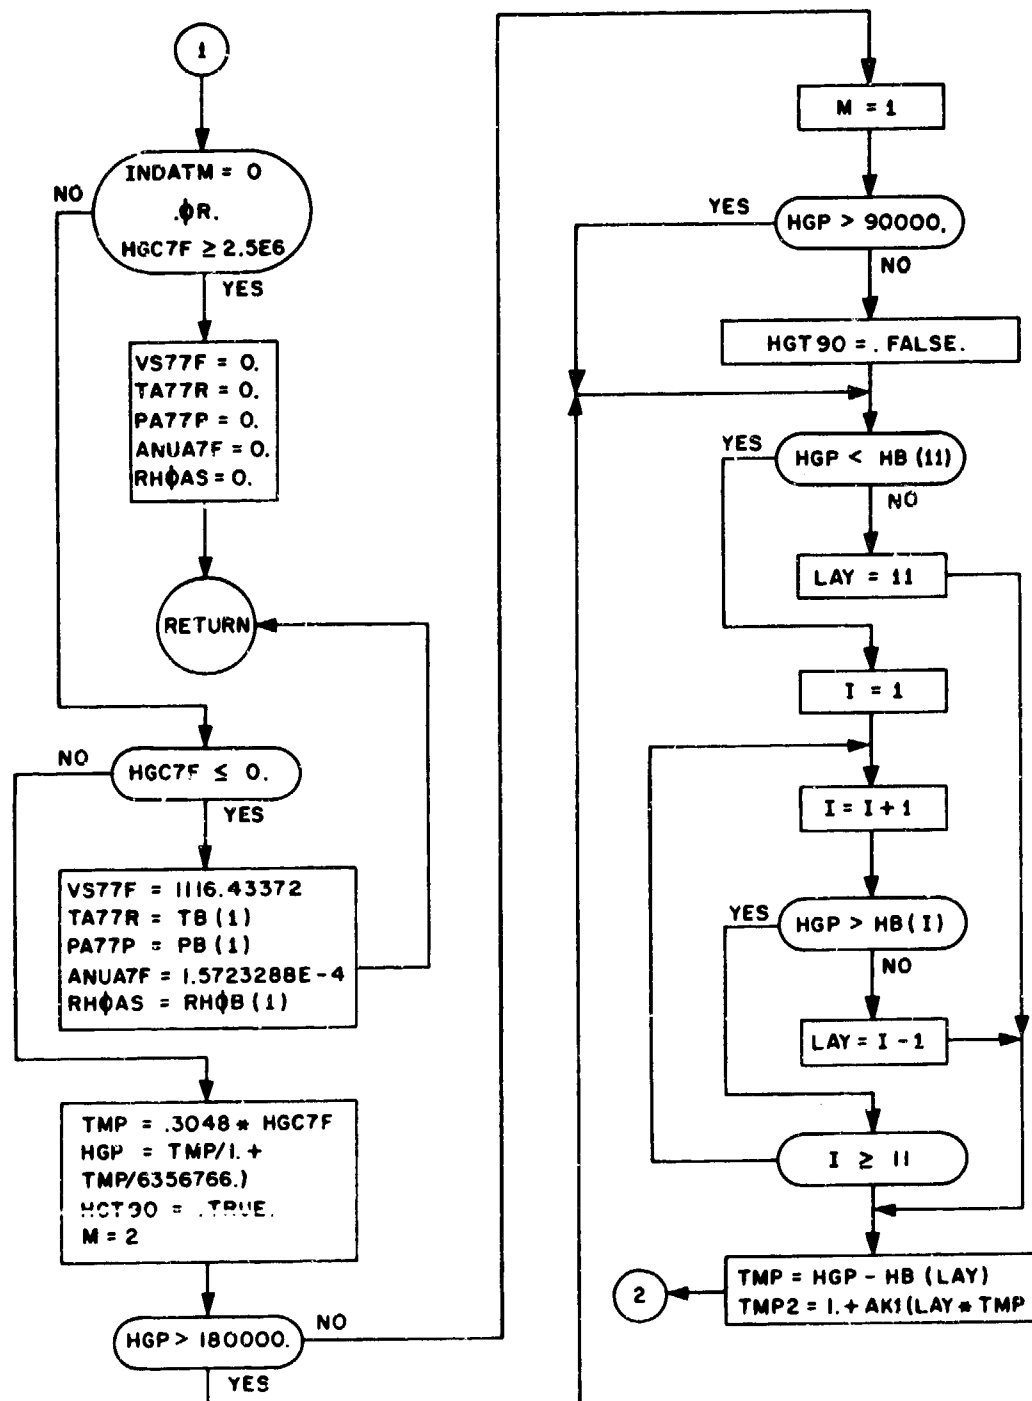 1
INDATM = 0
.ϕR.
HGC7F ≥ 2.5E6
NO
YES
VS77F = 0.
TA77R = 0.
PA77P = 0.
ANUA7F = 0.
RHϕAS = 0.
RETURN
NO
HGC7F ≤ 0.
YES
VS77F = 1116.43372
TA77R = TB (1)
PA77P = PB (1)
ANUA7F = 1.5723288E-4
RHϕAS = RHϕB (1)
TMP = .3048 * HGC7F
HGP = TMP/1. +
TMP/6356766.)
HGT90 = .TRUE.
M = 2
HGP > 180000.
NO
YES
M = 1
YES
HGP > 90000.
NO
HGT90 = .FALSE.
YES
HGP < HB (11)
NO
LAY = 11
I = 1
I = I + 1
YES
HGP > HB (I)
NO
LAY = I - 1
I ≥ 11
TMP = HGP - HB (LAY)
TMP2 = 1. + AK1(LAY * TMP
2